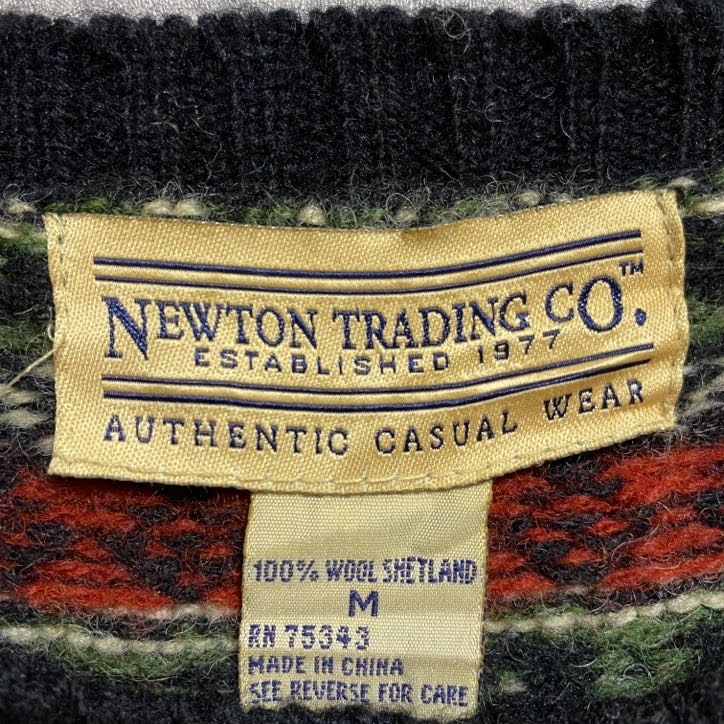 NEWTON TRADING CO.™
ESTABLISHED 1977
AUTHENTIC CASUAL WEAR
100% WOOL SHETLAND
M
RN 75343
MADE IN CHINA
SEE REVERSE FOR CARE